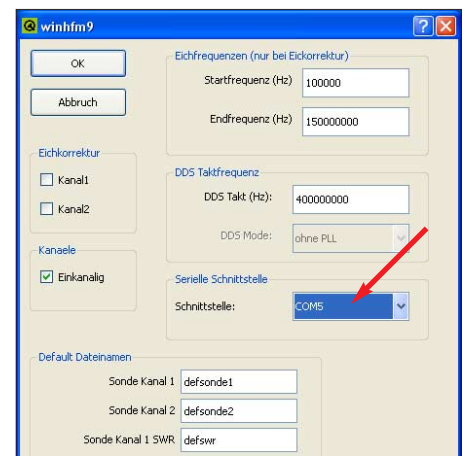 winhfm9
OK
Abbruch
Eichkorrektur
Kanal1
Kanal2
Kanaele
Einkanalig
Eichfrequenzen (nur bei Eickorrektur)
Startfrequenz (Hz) 100000
Endfrequenz (Hz) 150000000
DDS Taktfrequenz
DDS Takt (Hz): 400000000
DDS Mode: ohne PLL
Serielle Schnittstelle
Schnittstelle: COM5
Default Dateinamen
Sonde Kanal 1 defsonde1
Sonde Kanal 2 defsonde2
Sonde Kanal 1 SWR defswr